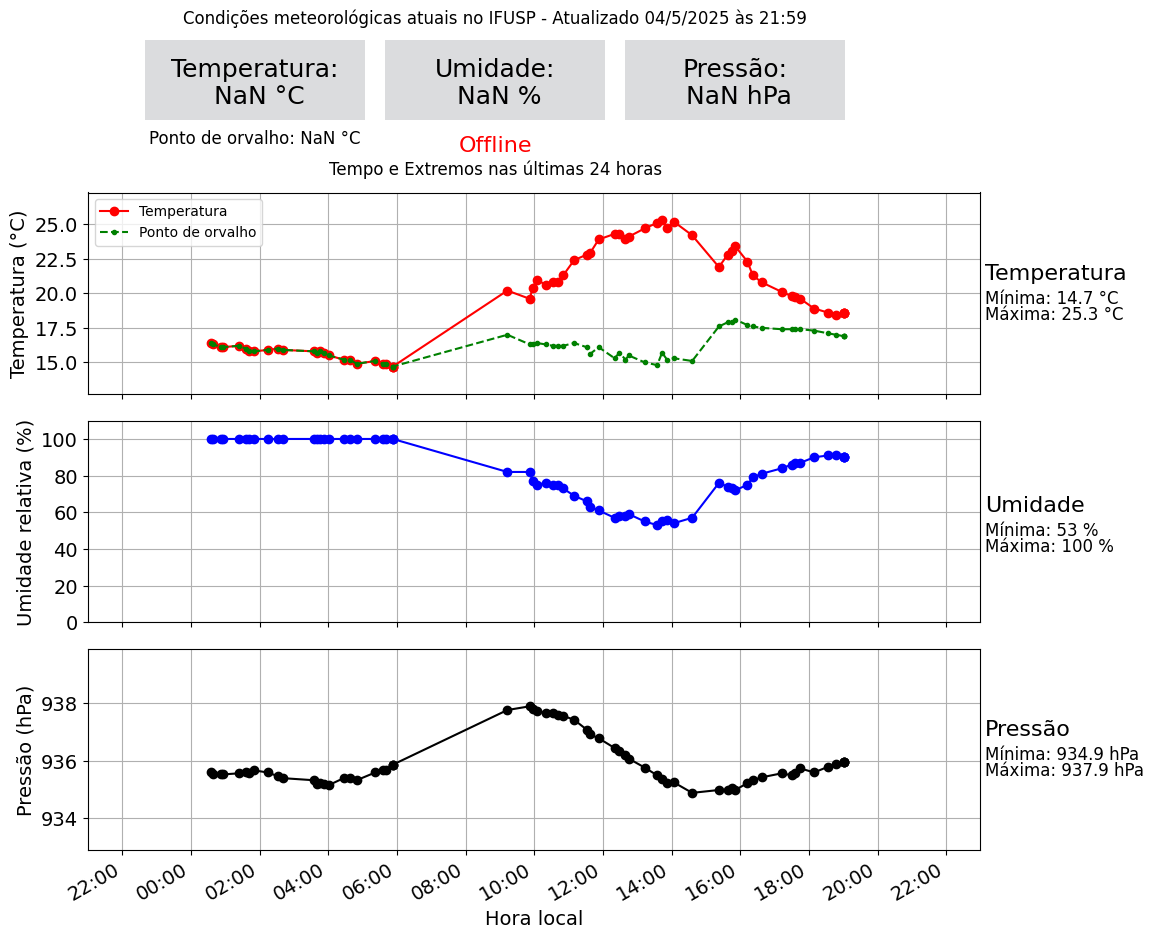 Condições meteorológicas atuais no IFUSP - Atualizado 04/5/2025 às 21:59
Temperatura:
NaN °C
Umidade:
NaN %
Pressão:
NaN hPa
Ponto de orvalho: NaN °C
Offline
Tempo e Extremos nas últimas 24 horas
Temperatura (°C)
25.0
22.5
20.0
17.5
15.0
Temperatura
Ponto de orvalho
Temperatura
Mínima: 14.7 °C
Máxima: 25.3 °C
Umidade relativa (%)
100
80
60
40
20
0
Umidade
Mínima: 53 %
Máxima: 100 %
Pressão (hPa)
938
936
934
Pressão
Mínima: 934.9 hPa
Máxima: 937.9 hPa
22:00 00:00 02:00 04:00 06:00 08:00 10:00 12:00 14:00 16:00 18:00 20:00 22:00
Hora local